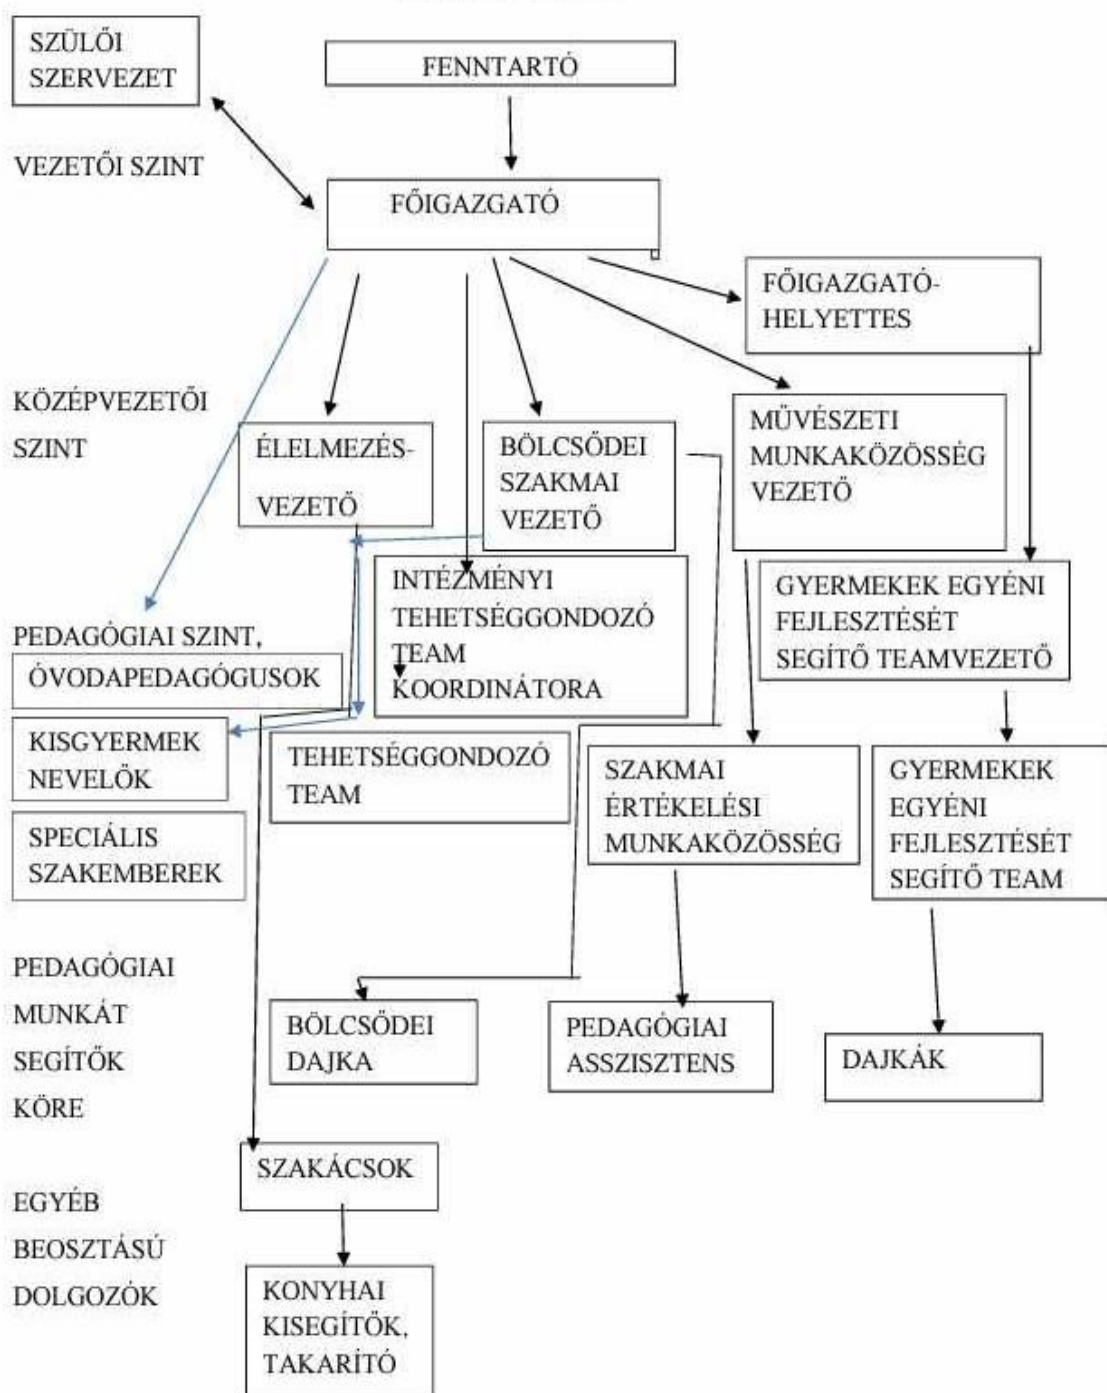 SZÜLŐI
SZERVEZET
FENNTARTÓ
VEZETŐI SZINT
FŐIGAZGATÓ
FŐIGAZGATÓ-
HELYETTES
KÖZÉPVEZETŐI
SZINT
ÉLELMEZÉS-
VEZETŐ
BÖLCSŐDEI
SZAKMAI
VEZETŐ
MŰVÉSZETI
MUNKAKÖZÖSSÉG
VEZETŐ
INTÉZMÉNYI
TEHETSÉGGONDOZÓ
TEAM
KOORDINÁTORA
GYERMEKEK EGYÉNI
FEJLESZTÉSÉT
SEGÍTŐ TEAMVEZETŐ
PEDAGÓGIAI SZINT,
ÓVODAPEDAGÓGUSOK
KISGYERMEK
NEVELŐK
TEHETSÉGGONDOZÓ
TEAM
SZAKMAI
ÉRTÉKELÉSI
MUNKAKÖZÖSSÉG
GYERMEKEK
EGYÉNI
FEJLESZTÉSÉT
SEGÍTŐ TEAM
SPECIÁLIS
SZAKEMBEREK
PEDAGÓGIAI
MUNKÁT
SEGÍTŐK
KÖRE
BÖLCSŐDEI
DAJKA
PEDAGÓGIAI
ASSZISZTENS
DAJKÁK
SZAKÁCSOK
EGYÉB
BEOSZTÁSÚ
DOLGOZÓK
KONYHAI
KISEGÍTŐK,
TAKARÍTÓ